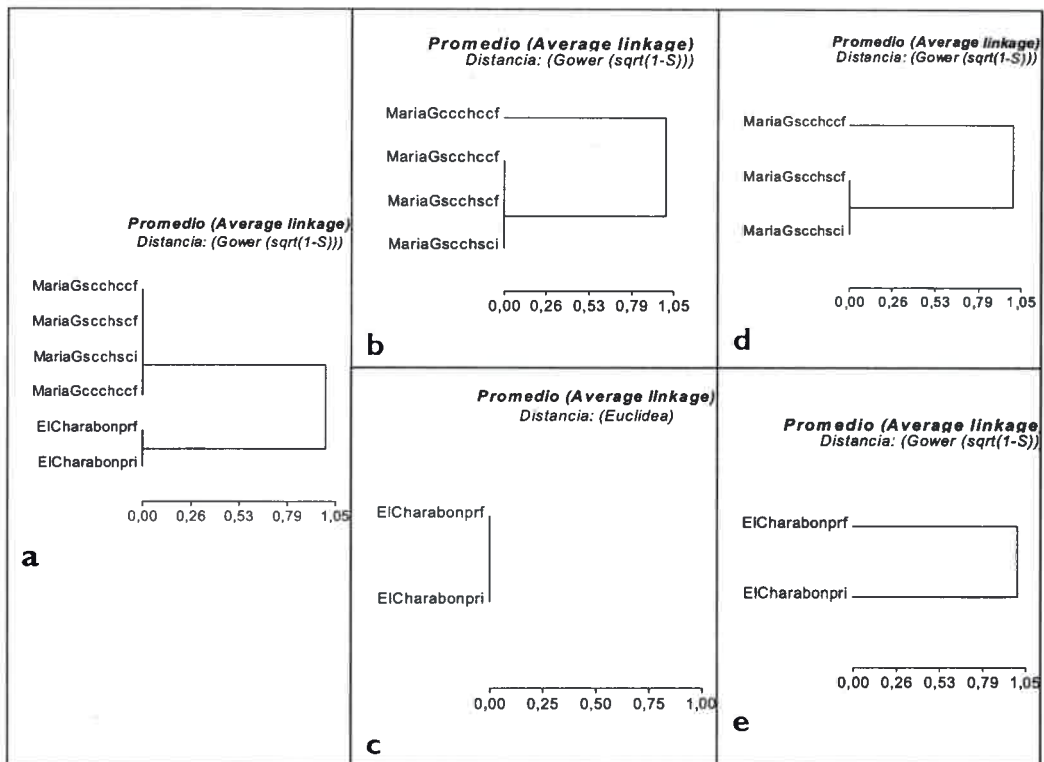 Promedio (Average linkage)
Distancia: (Gower (sqrt(1-S)))
MariaGscchccf
MariaGscchscf
MariaGscchsci
MariaGccchccf
ElCharabonprf
ElCharabonpri
0,00 0,26 0,53 0,79 1,05
a
Promedio (Average linkage)
Distancia: (Gower (sqrt(1-S)))
MariaGccchccf
MariaGscchccf
MariaGscchscf
MariaGscchsci
0,00 0,26 0,53 0,79 1,05
b
Promedio (Average linkage)
Distancia: (Euclidea)
ElCharabonprf
ElCharabonpri
0,00 0,25 0,50 0,75 1,00
c
Promedio (Average linkage)
Distancia: (Gower (sqrt(1-S)))
MariaGscchccf
MariaGscchscf
MariaGscchsci
0,00 0,26 0,53 0,79 1,05
d
Promedio (Average linkage
Distancia: (Gower (sqrt(1-S))
ElCharabonprf
ElCharabonpri
0,00 0,26 0,53 0,79 1,05
e